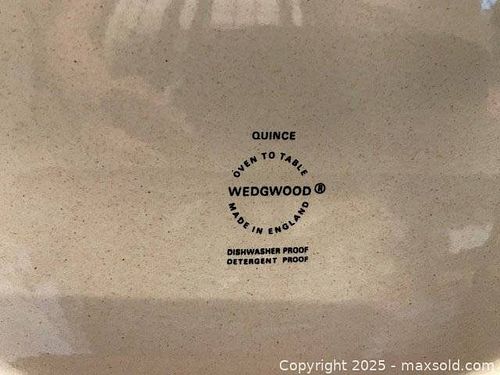 QUINCE
OVEN TO TABLE
WEDGWOOD®
MADE IN ENGLAND
DISHWASHER PROOF
DETERGENT PROOF
Copyright © 2025 - maxsold.com